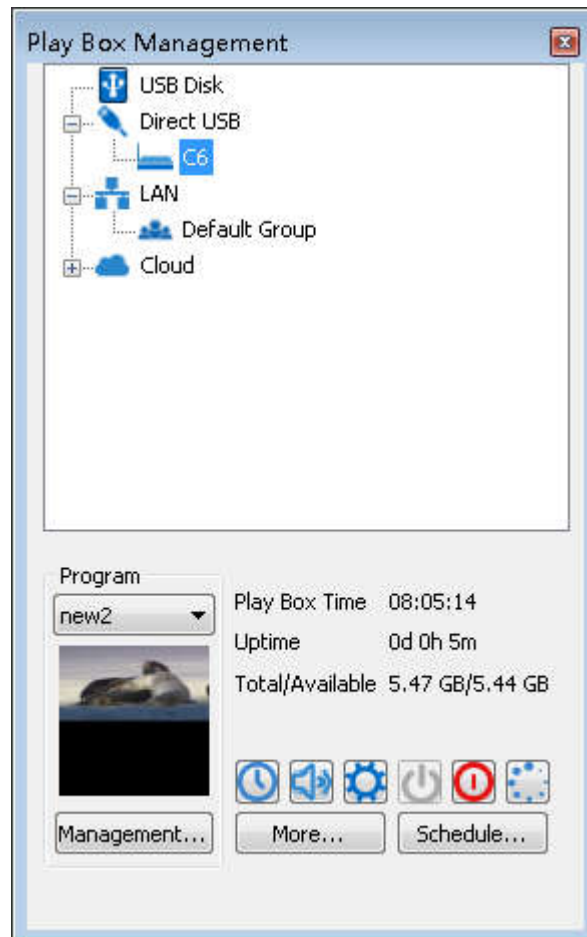 Play Box Management
USB Disk
Direct USB
C6
LAN
Default Group
Cloud
Program
new2
Play Box Time 08:05:14
Uptime 0d 0h 5m
Total/Available 5.47 GB/5.44 GB
Management...
More...
Schedule...